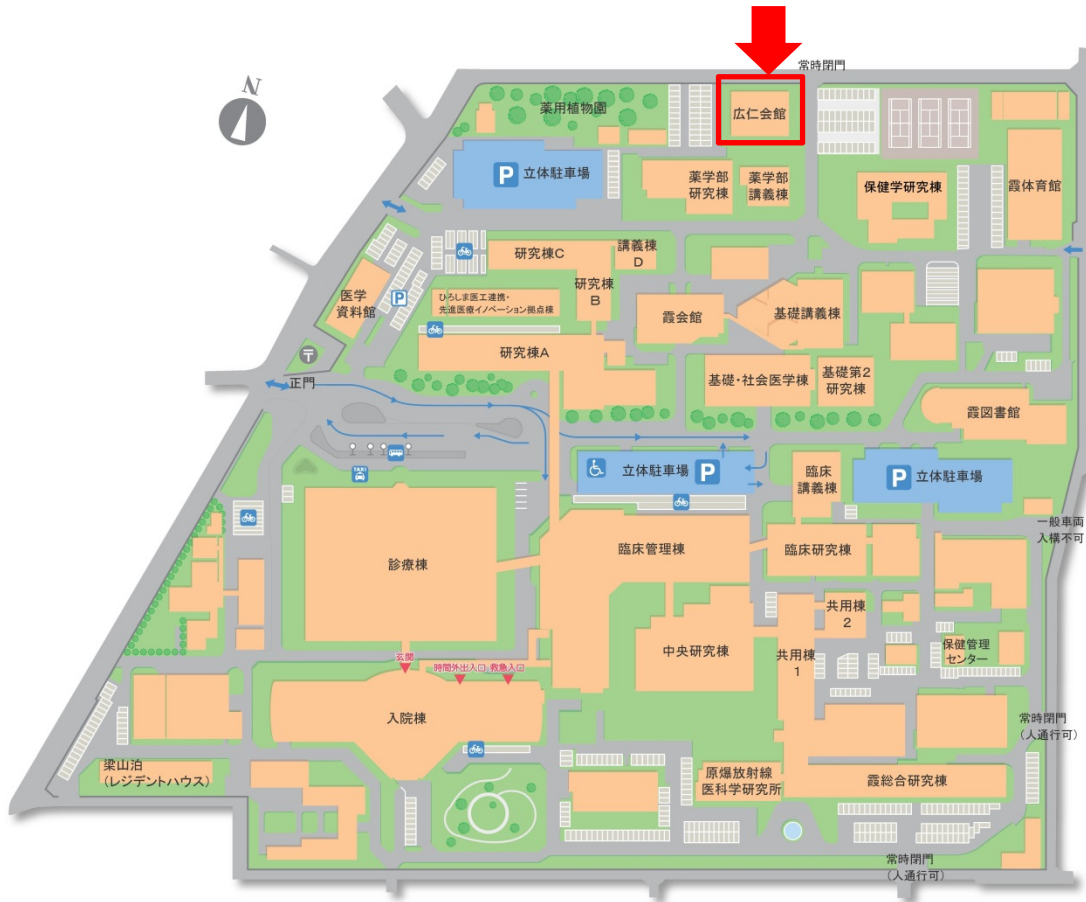 常時閉門
N
薬用植物園
広仁会館
P
立体駐車場
薬学部
研究棟
薬学部
講義棟
保健学研究棟
霞体育館
研究棟C
講義棟
D
研究棟
B
医学
資料館
P
ひろしま医工連携・
先進医療イノベーション拠点棟
霞会館
基礎講義棟
研究棟A
〒
正門
基礎・社会医学棟
基礎第2
研究棟
霞図書館
TAXI
立体駐車場
P
臨床
講義棟
P
立体駐車場
一般車両
入構不可
診療棟
臨床管理棟
臨床研究棟
共用棟
2
中央研究棟
共用棟
1
保健管理
センター
玄関
時間外出入口
救急入口
入院棟
常時閉門
(人通行可)
梁山泊
(レジデントハウス)
原爆放射線
医科学研究所
霞総合研究棟
常時閉門
(人通行可)